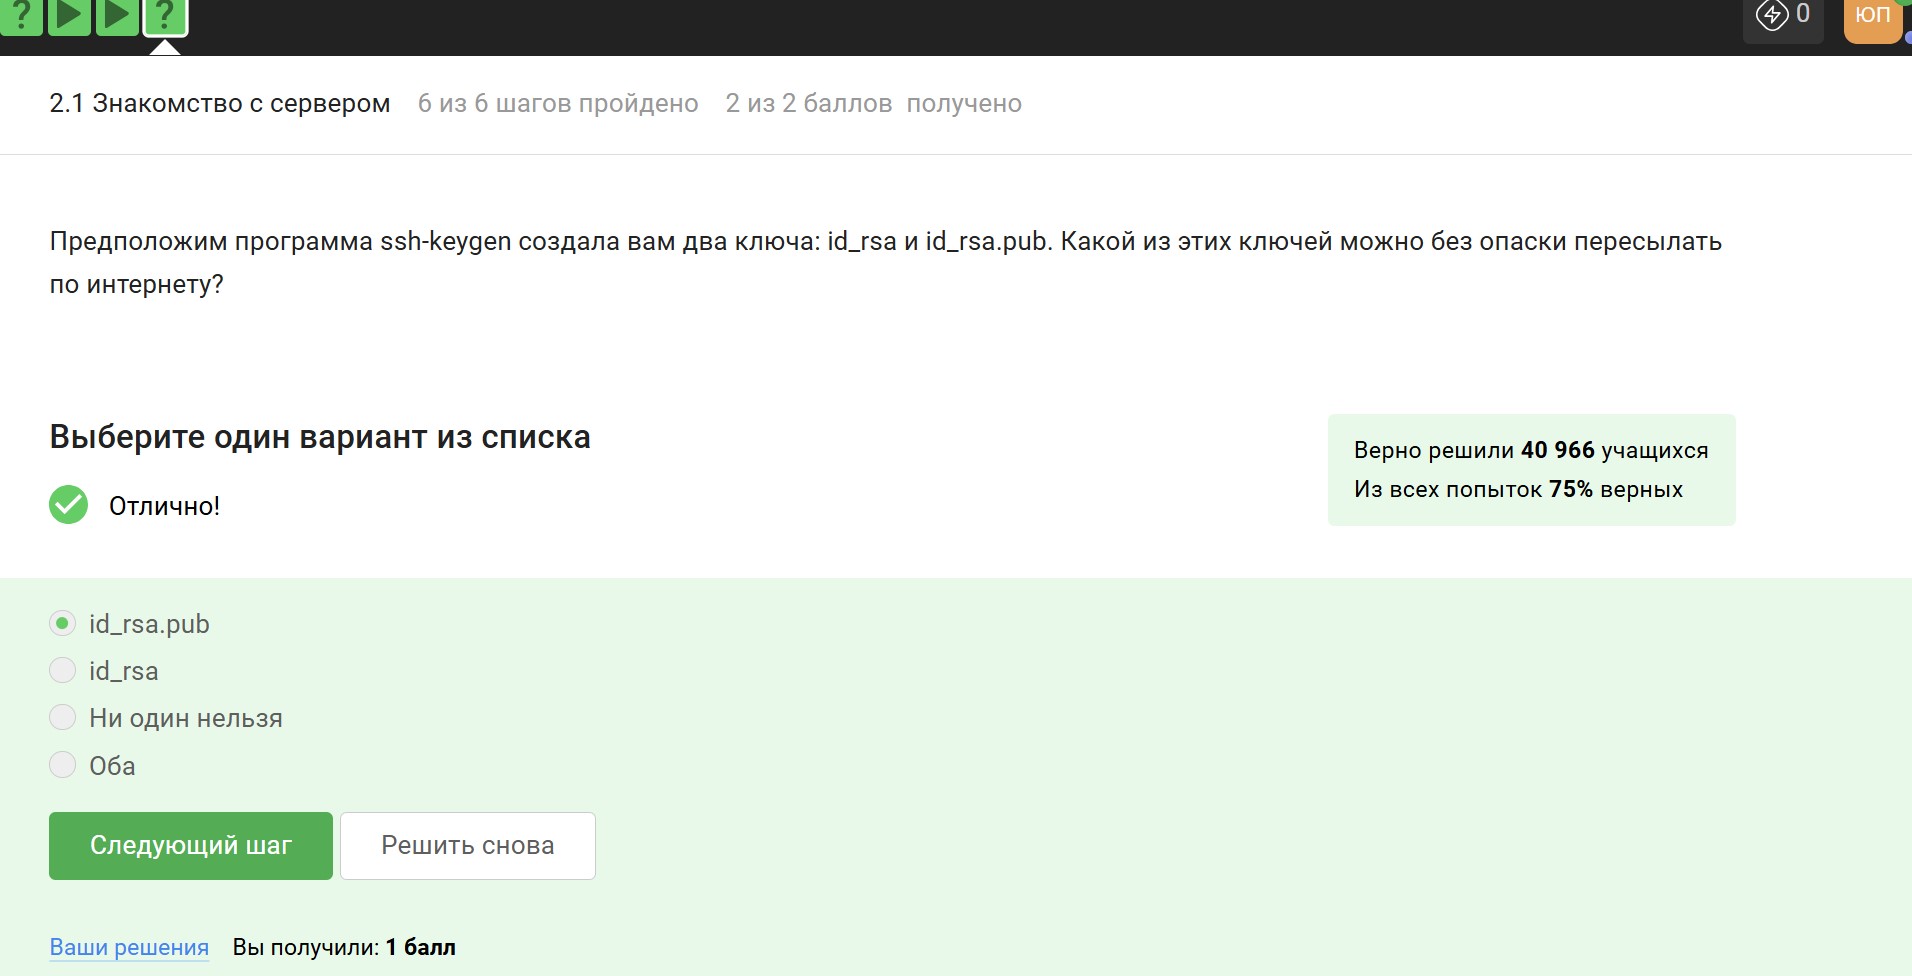 ? ?
0
ЮП
2.1 Знакомство с сервером 6 из 6 шагов пройдено 2 из 2 баллов получено
Предположим программа ssh-keygen создала вам два ключа: id_rsa и id_rsa.pub. Какой из этих ключей можно без опаски пересылать
по интернету?
Выберите один вариант из списка
Верно решили 40 966 учащихся
Из всех попыток 75% верных
Отлично!
id_rsa.pub
id_rsa
Ни один нельзя
Оба
Следующий шаг
Решить снова
Ваши решения Вы получили: 1 балл